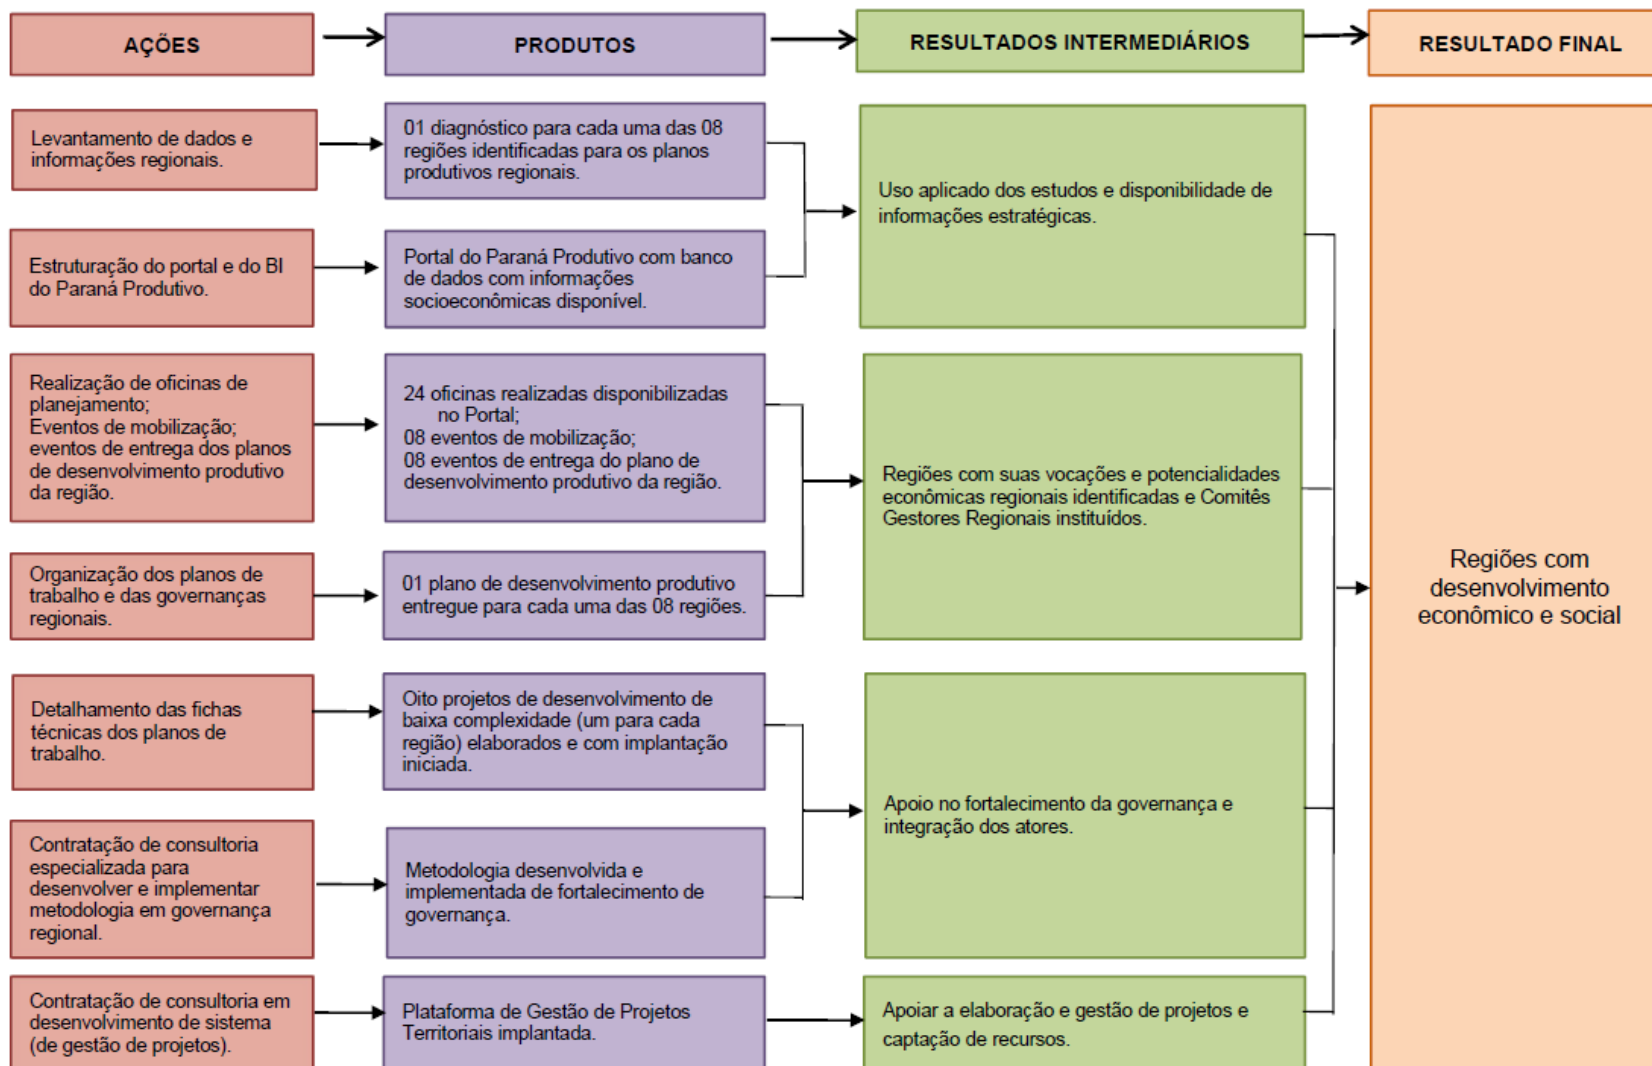 AÇÕES
PRODUTOS
RESULTADOS INTERMEDIÁRIOS
RESULTADO FINAL
Levantamento de dados e
informações regionais.
01 diagnóstico para cada uma das 08
regiões identificadas para os planos
produtivos regionais.
Uso aplicado dos estudos e disponibilidade de
informações estratégicas.
Estruturação do portal e do BI
do Paraná Produtivo.
Portal do Paraná Produtivo com banco
de dados com informações
socioeconômicas disponível.
Realização de oficinas de
planejamento;
Eventos de mobilização;
eventos de entrega dos planos
de desenvolvimento produtivo
da região.
24 oficinas realizadas disponibilizadas
no Portal;
08 eventos de mobilização;
08 eventos de entrega do plano de
desenvolvimento produtivo da região.
Regiões com suas vocações e potencialidades
econômicas regionais identificadas e Comitês
Gestores Regionais instituídos.
Organização dos planos de
trabalho e das governanças
regionais.
01 plano de desenvolvimento produtivo
entregue para cada uma das 08 regiões.
Regiões com
desenvolvimento
econômico e social
Detalhamento das fichas
técnicas dos planos de
trabalho.
Oito projetos de desenvolvimento de
baixa complexidade (um para cada
região) elaborados e com implantação
iniciada.
Apoio no fortalecimento da governança e
integração dos atores.
Contratação de consultoria
especializada para
desenvolver e implementar
metodologia em governança
regional.
Metodologia desenvolvida e
implementada de fortalecimento de
governança.
Contratação de consultoria em
desenvolvimento de sistema
(de gestão de projetos).
Plataforma de Gestão de Projetos
Territoriais implantada.
Apoiar a elaboração e gestão de projetos e
captação de recursos.